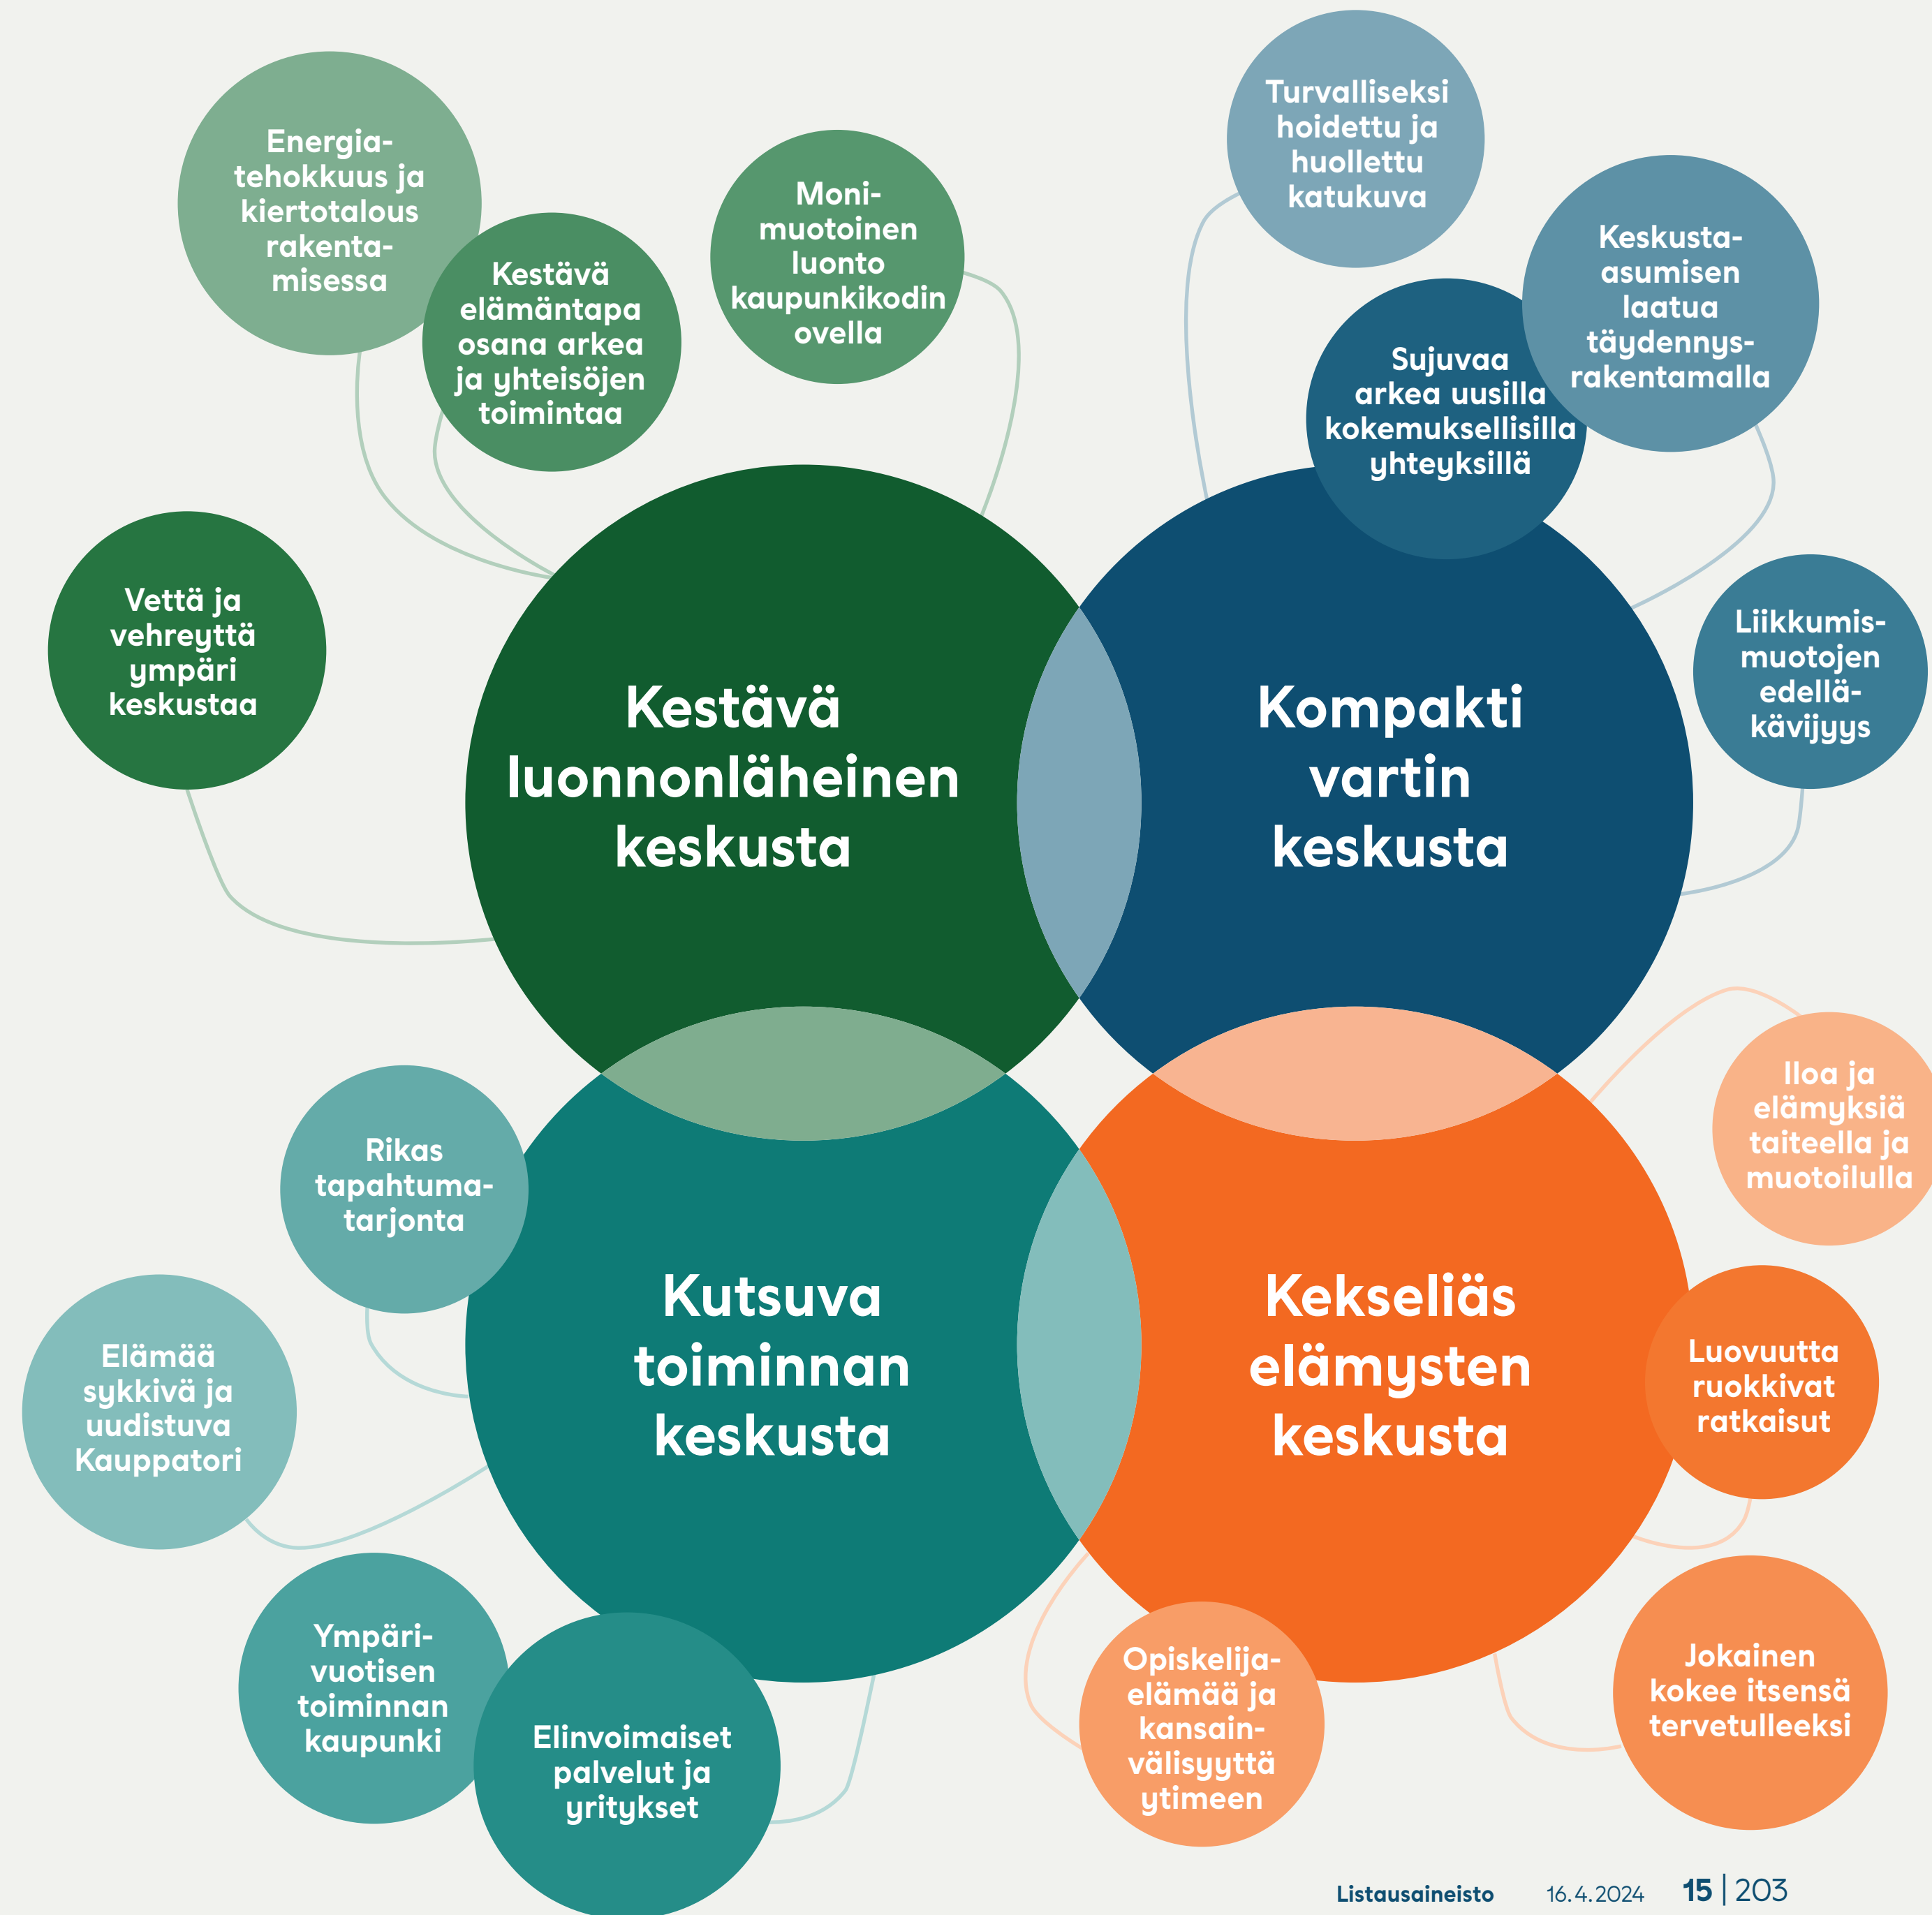 Energia-
tehokkuus ja
kiertotalous
rakenta-
misessa
Kestävä
elämäntapa
osana arkea
ja yhteisöjen
toimintaa
Moni-
muotoinen
luonto
kaupunkikodin
ovella
Turvalliseksi
hoidettu ja
huollettu
katukuva
Sujuvaa
arkea uusilla
kokemuksellisilla
yhteyksillä
Keskusta-
asumisen
laatua
täydennys-
rakentamalla
Vettä ja
vehreyttä
ympäri
keskustaa
Kestävä
luonnonläheinen
keskusta
Kompakti
vartin
keskusta
Liikkumis-
muotojen
edellä-
kävijyys
Iloa ja
elämyksiä
taiteella ja
muotoilulla
Rikas
tapahtuma-
tarjonta
Elämää
sykkivä ja
uudistuva
Kauppatori
Kutsuva
toiminnan
keskusta
Kekseliäs
elämysten
keskusta
Luovuutta
ruokkivat
ratkaisut
Ympäri-
vuotisen
toiminnan
kaupunki
Elinvoimaiset
palvelut ja
yritykset
Opiskelija-
elämää ja
kansain-
välisyyttä
ytimeen
Jokainen
kokee itsensä
tervetulleeksi
Listausaineisto 16.4.2024 15 | 203